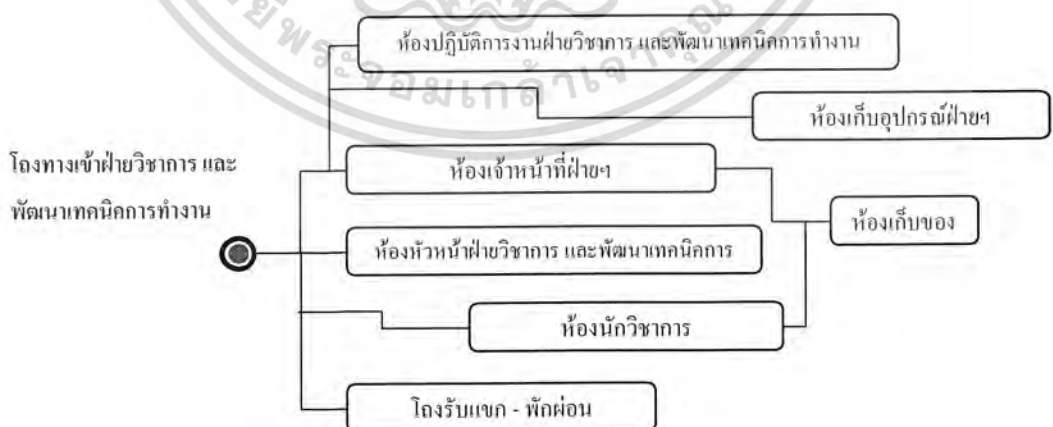 ห้องปฏิบัติการงานฝ่ายวิชาการ และพัฒนาเทคนิคการทำงาน
ห้องเก็บอุปกรณ์ฝ่ายฯ
โถงทางเข้าฝ่ายวิชาการ และ
พัฒนาเทคนิคการทำงาน
ห้องเจ้าหน้าที่ฝ่ายฯ
ห้องเก็บของ
ห้องหัวหน้าฝ่ายวิชาการ และพัฒนาเทคนิคการ
ห้องนักวิชาการ
โถงรับแขก - พักผ่อน